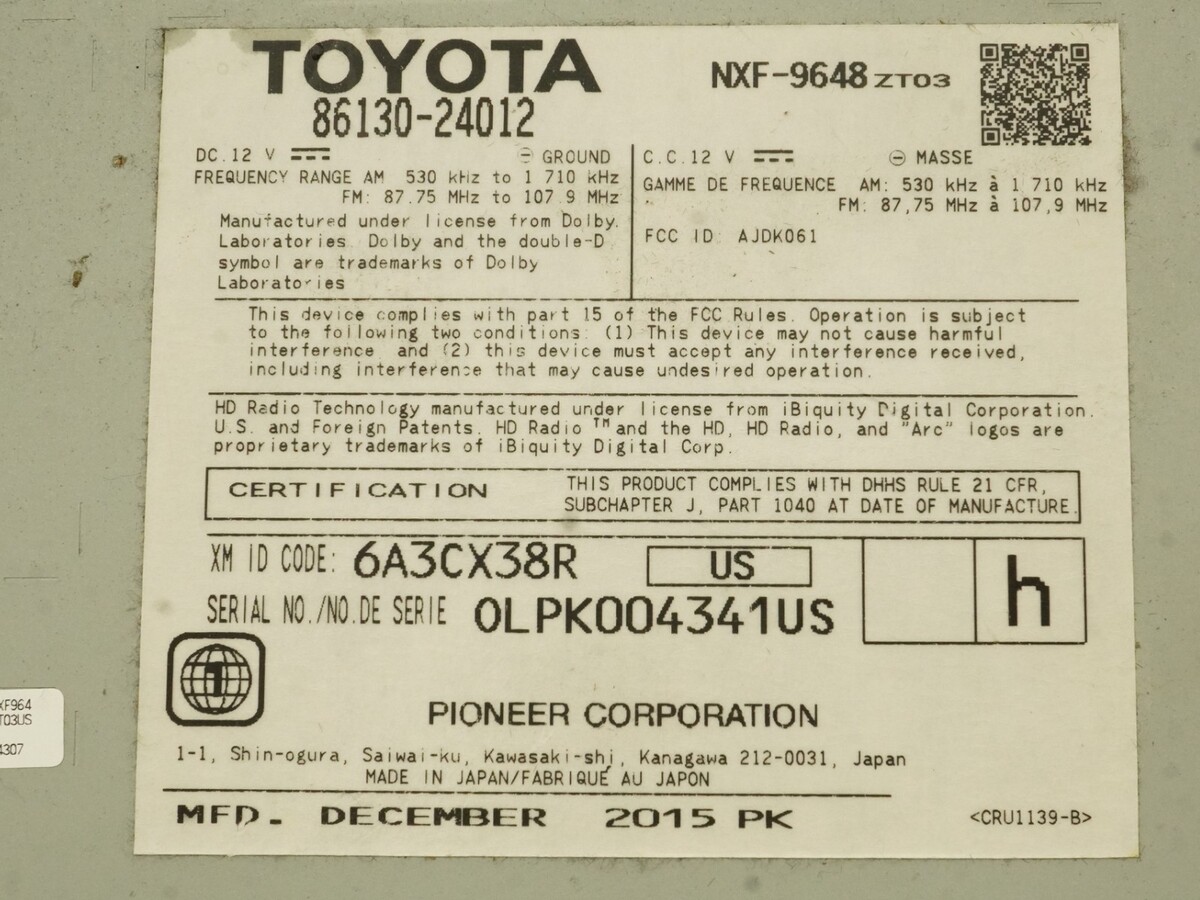 TOYOTA
86130-24012
NXF-9648 ZT03
DC.12 V
GROUND
FREQUENCY RANGE AM 530 kHz to 1 710 kHz
FM: 87.75 MHz to 107.9 MHz
Manufactured under license from Dolby.
Laboratories. Dolby and the double-D
symbol are trademarks of Dolby
Laboratories
C.C.12 V
MASSE
GAMME DE FREQUENCE AM: 530 kHz à 1 710 kHz
FM: 87,75 MHz à 107,9 MHz
FCC ID: AJDK061
This device complies with part 15 of the FCC Rules. Operation is subject
to the following two conditions: (1) This device may not cause harmful
interference, and (2) this device must accept any interference received,
including interference that may cause undesired operation.
HD Radio Technology manufactured under license from iBiquity Digital Corporation.
U.S. and Foreign Patents. HD Radio ™ and the HD, HD Radio, and "Arc" logos are
proprietary trademarks of iBiquity Digital Corp.
CERTIFICATION
THIS PRODUCT COMPLIES WITH DHHS RULE 21 CFR,
SUBCHAPTER J, PART 1040 AT DATE OF MANUFACTURE.
XM ID CODE: 6A3CX38R
US
h
SERIAL NO./NO.DE SERIE 0LPK004341US
1
PIONEER CORPORATION
1-1, Shin-ogura, Saiwai-ku, Kawasaki-shi, Kanagawa 212-0031, Japan
MADE IN JAPAN/FABRIQUÉ AU JAPON
MFD. DECEMBER 2015 PK
<CRU1139-B>
XF964
T03US
4307